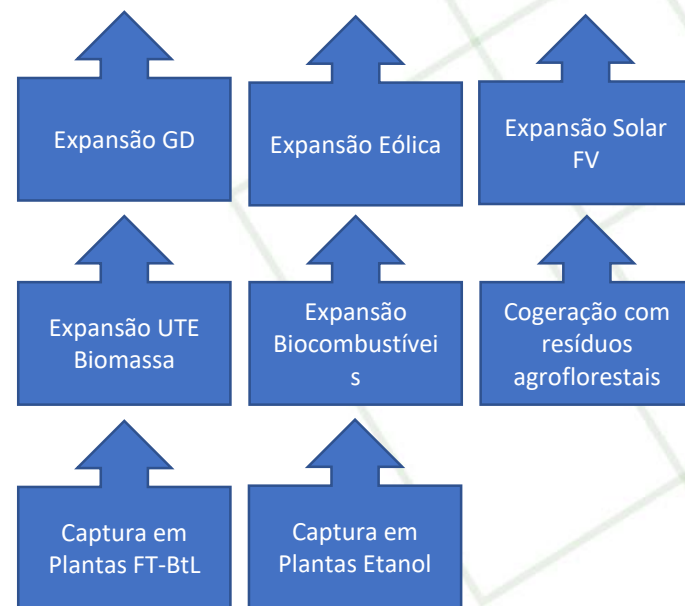 Expansão GD
Expansão Eólica
Expansão Solar
FV
Expansão UTE
Biomassa
Expansão
Biocombustívei
s
Cogeração com
resíduos
agroflorestais
Captura em
Plantas FT-BtL
Captura em
Plantas Etanol